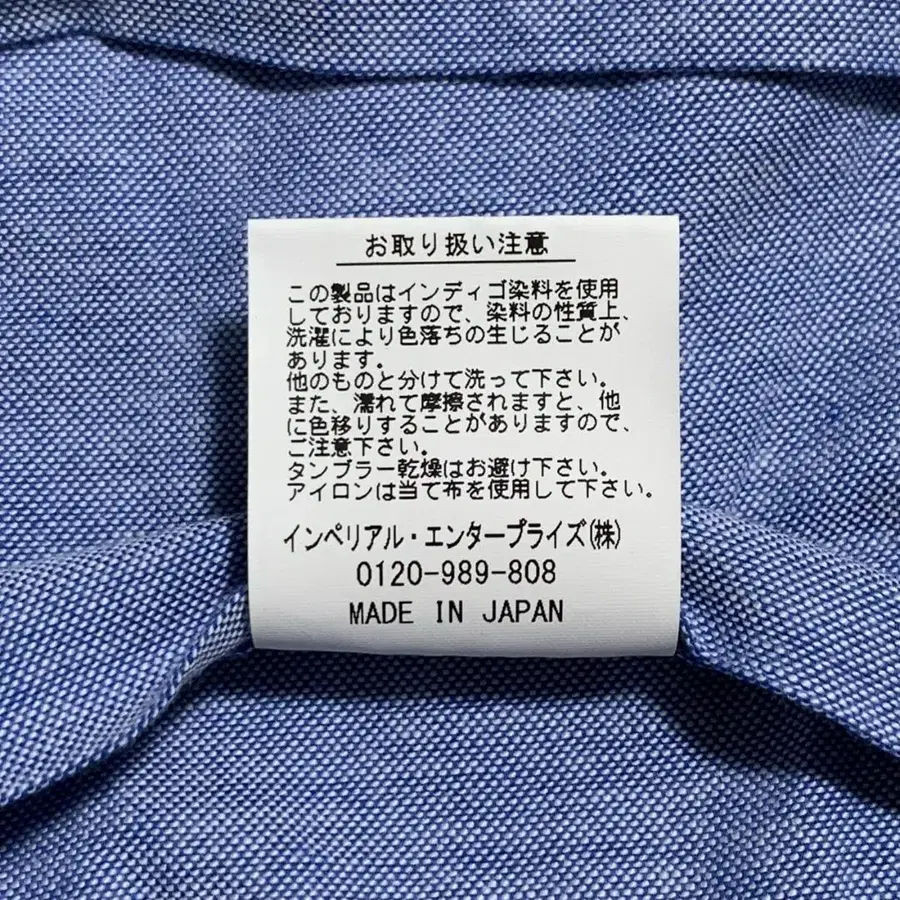 お取り扱い注意
この製品はインディゴ染料を使用
しておりますので、染料の性質上、
洗濯により色落ちの生じることが
あります。
他のものと分けて洗って下さい。
また、濡れて摩擦されますと、他
に色移りすることがありますので、
ご注意下さい。
タンブラー乾燥はお避け下さい。
アイロンは当て布を使用して下さい。
インペリアル・エンタープライズ(株)
0120-989-808
MADE IN JAPAN